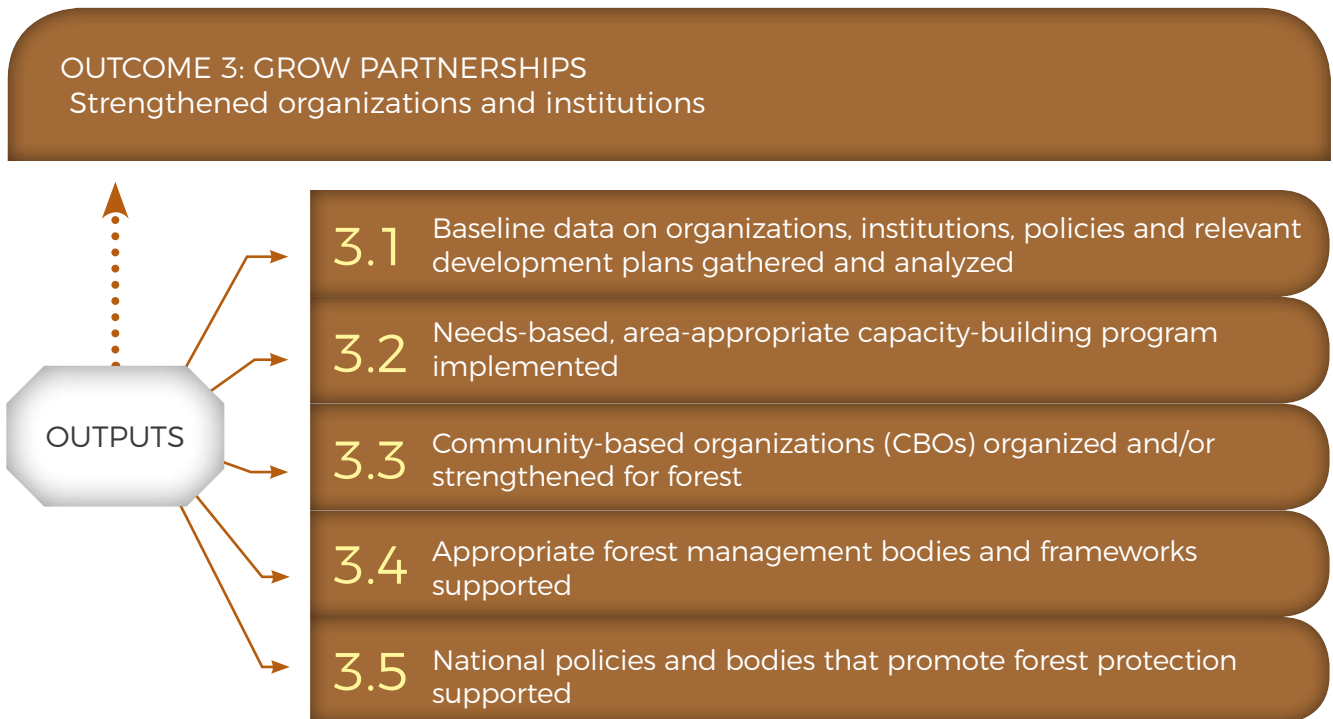 OUTCOME 3: GROW PARTNERSHIPS
Strengthened organizations and institutions
OUTPUTS
3.1
Baseline data on organizations, institutions, policies and relevant
development plans gathered and analyzed
3.2
Needs-based, area-appropriate capacity-building program
implemented
3.3
Community-based organizations (CBOs) organized and/or
strengthened for forest
3.4
Appropriate forest management bodies and frameworks
supported
3.5
National policies and bodies that promote forest protection
supported